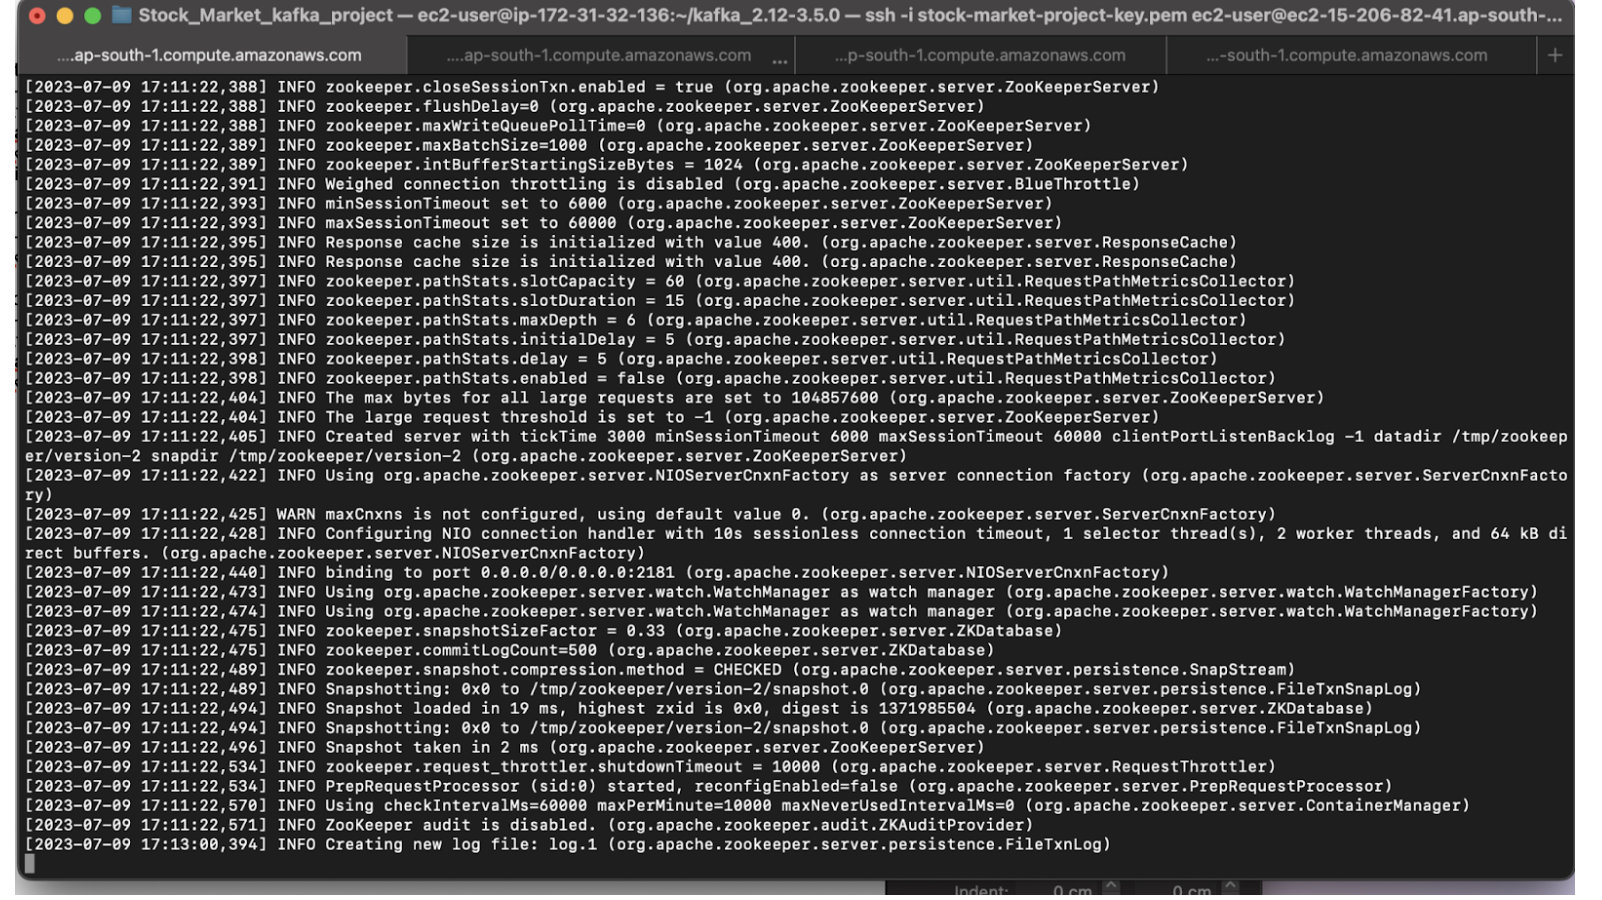 Stock_Market_kafka_project — ec2-user@ip-172-31-32-136:~/kafka_2.12-3.5.0 — ssh -i stock-market-project-key.pem ec2-user@ec2-15-206-82-41.ap-south-...
....ap-south-1.compute.amazonaws.com ....ap-south-1.compute.amazonaws.com ... ...p-south-1.compute.amazonaws.com ...-south-1.compute.amazonaws.com +
[2023-07-09 17:11:22,388] INFO zookeeper.closeSessionTxn.enabled = true (org.apache.zookeeper.server.ZooKeeperServer)
[2023-07-09 17:11:22,388] INFO zookeeper.flushDelay=0 (org.apache.zookeeper.server.ZooKeeperServer)
[2023-07-09 17:11:22,388] INFO zookeeper.maxWriteQueuePollTime=0 (org.apache.zookeeper.server.ZooKeeperServer)
[2023-07-09 17:11:22,389] INFO zookeeper.maxBatchSize=1000 (org.apache.zookeeper.server.ZooKeeperServer)
[2023-07-09 17:11:22,389] INFO zookeeper.intBufferStartingSizeBytes = 1024 (org.apache.zookeeper.server.ZooKeeperServer)
[2023-07-09 17:11:22,391] INFO Weighed connection throttling is disabled (org.apache.zookeeper.server.BlueThrottle)
[2023-07-09 17:11:22,393] INFO minSessionTimeout set to 6000 (org.apache.zookeeper.server.ZooKeeperServer)
[2023-07-09 17:11:22,393] INFO maxSessionTimeout set to 60000 (org.apache.zookeeper.server.ZooKeeperServer)
[2023-07-09 17:11:22,395] INFO Response cache size is initialized with value 400. (org.apache.zookeeper.server.ResponseCache)
[2023-07-09 17:11:22,395] INFO Response cache size is initialized with value 400. (org.apache.zookeeper.server.ResponseCache)
[2023-07-09 17:11:22,397] INFO zookeeper.pathStats.slotCapacity = 60 (org.apache.zookeeper.server.util.RequestPathMetricsCollector)
[2023-07-09 17:11:22,397] INFO zookeeper.pathStats.slotDuration = 15 (org.apache.zookeeper.server.util.RequestPathMetricsCollector)
[2023-07-09 17:11:22,397] INFO zookeeper.pathStats.maxDepth = 6 (org.apache.zookeeper.server.util.RequestPathMetricsCollector)
[2023-07-09 17:11:22,397] INFO zookeeper.pathStats.initialDelay = 5 (org.apache.zookeeper.server.util.RequestPathMetricsCollector)
[2023-07-09 17:11:22,398] INFO zookeeper.pathStats.delay = 5 (org.apache.zookeeper.server.util.RequestPathMetricsCollector)
[2023-07-09 17:11:22,398] INFO zookeeper.pathStats.enabled = false (org.apache.zookeeper.server.util.RequestPathMetricsCollector)
[2023-07-09 17:11:22,404] INFO The max bytes for all large requests are set to 104857600 (org.apache.zookeeper.server.ZooKeeperServer)
[2023-07-09 17:11:22,404] INFO The large request threshold is set to -1 (org.apache.zookeeper.server.ZooKeeperServer)
[2023-07-09 17:11:22,405] INFO Created server with tickTime 3000 minSessionTimeout 6000 maxSessionTimeout 60000 clientPortListenBacklog -1 datadir /tmp/zookeep
er/version-2 snapdir /tmp/zookeeper/version-2 (org.apache.zookeeper.server.ZooKeeperServer)
[2023-07-09 17:11:22,422] INFO Using org.apache.zookeeper.server.NIOServerCnxnFactory as server connection factory (org.apache.zookeeper.server.ServerCnxnFacto
ry)
[2023-07-09 17:11:22,425] WARN maxCnxns is not configured, using default value 0. (org.apache.zookeeper.server.ServerCnxnFactory)
[2023-07-09 17:11:22,428] INFO Configuring NIO connection handler with 10s sessionless connection timeout, 1 selector thread(s), 2 worker threads, and 64 kB di
rect buffers. (org.apache.zookeeper.server.NIOServerCnxnFactory)
[2023-07-09 17:11:22,440] INFO binding to port 0.0.0.0/0.0.0.0:2181 (org.apache.zookeeper.server.NIOServerCnxnFactory)
[2023-07-09 17:11:22,473] INFO Using org.apache.zookeeper.server.watch.WatchManager as watch manager (org.apache.zookeeper.server.watch.WatchManagerFactory)
[2023-07-09 17:11:22,474] INFO Using org.apache.zookeeper.server.watch.WatchManager as watch manager (org.apache.zookeeper.server.watch.WatchManagerFactory)
[2023-07-09 17:11:22,475] INFO zookeeper.snapshotSizeFactor = 0.33 (org.apache.zookeeper.server.ZKDatabase)
[2023-07-09 17:11:22,475] INFO zookeeper.commitLogCount=500 (org.apache.zookeeper.server.ZKDatabase)
[2023-07-09 17:11:22,489] INFO zookeeper.snapshot.compression.method = CHECKED (org.apache.zookeeper.server.persistence.SnapStream)
[2023-07-09 17:11:22,489] INFO Snapshotting: 0x0 to /tmp/zookeeper/version-2/snapshot.0 (org.apache.zookeeper.server.persistence.FileTxnSnapLog)
[2023-07-09 17:11:22,494] INFO Snapshot loaded in 19 ms, highest zxid is 0x0, digest is 1371985504 (org.apache.zookeeper.server.ZKDatabase)
[2023-07-09 17:11:22,494] INFO Snapshotting: 0x0 to /tmp/zookeeper/version-2/snapshot.0 (org.apache.zookeeper.server.persistence.FileTxnSnapLog)
[2023-07-09 17:11:22,496] INFO Snapshot taken in 2 ms (org.apache.zookeeper.server.ZooKeeperServer)
[2023-07-09 17:11:22,534] INFO zookeeper.request_throttler.shutdownTimeout = 10000 (org.apache.zookeeper.server.RequestThrottler)
[2023-07-09 17:11:22,534] INFO PrepRequestProcessor (sid:0) started, reconfigEnabled=false (org.apache.zookeeper.server.PrepRequestProcessor)
[2023-07-09 17:11:22,570] INFO Using checkIntervalMs=60000 maxPerMinute=10000 maxNeverUsedIntervalMs=0 (org.apache.zookeeper.server.ContainerManager)
[2023-07-09 17:11:22,571] INFO ZooKeeper audit is disabled. (org.apache.zookeeper.audit.ZKAuditProvider)
[2023-07-09 17:13:00,394] INFO Creating new log file: log.1 (org.apache.zookeeper.server.persistence.FileTxnLog)
Indent: 0 cm 0 cm